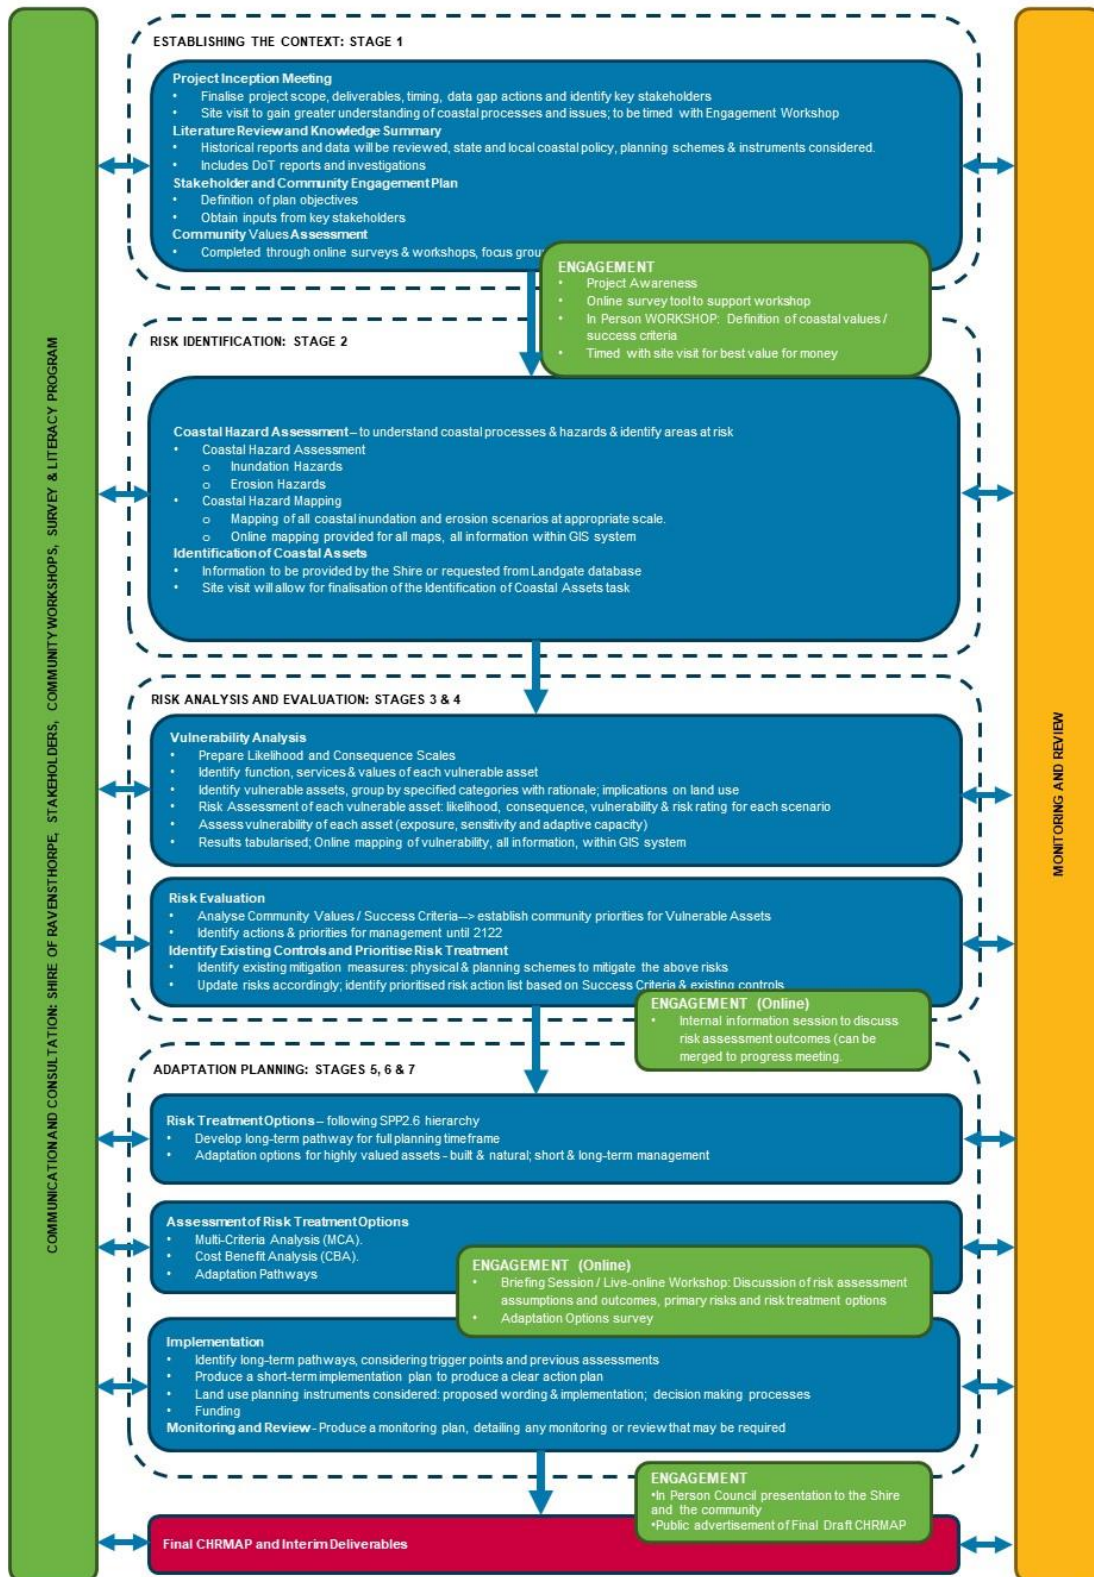 COMMUNICATION AND CONSULTATION: SHIRE OF RAVENSTHORPE, STAKEHOLDERS, COMMUNITY WORKSHOPS, SURVEY & LITERACY PROGRAM
ESTABLISHING THE CONTEXT: STAGE 1
Project Inception Meeting
• Finalise project scope, deliverables, timing, data gap actions and identify key stakeholders
• Site visit to gain greater understanding of coastal processes and issues; to be timed with Engagement Workshop
Literature Review and Knowledge Summary
• Historical reports and data will be reviewed, state and local coastal policy, planning schemes & instruments considered.
• Includes DoT reports and investigations
Stakeholder and Community Engagement Plan
• Definition of plan objectives
• Obtain inputs from key stakeholders
Community Values Assessment
• Completed through online surveys & workshops, focus grou
ENGAGEMENT
• Project Awareness
• Online survey tool to support workshop
• In Person WORKSHOP: Definition of coastal values /
success criteria
• Timed with site visit for best value for money
RISK IDENTIFICATION: STAGE 2
Coastal Hazard Assessment – to understand coastal processes & hazards & identify areas at risk
• Coastal Hazard Assessment
o Inundation Hazards
o Erosion Hazards
• Coastal Hazard Mapping
o Mapping of all coastal inundation and erosion scenarios at appropriate scale.
o Online mapping provided for all maps, all information within GIS system
Identification of Coastal Assets
• Information to be provided by the Shire or requested from Landgate database
• Site visit will allow for finalisation of the Identification of Coastal Assets task
RISK ANALYSIS AND EVALUATION: STAGES 3 & 4
Vulnerability Analysis
• Prepare Likelihood and Consequence Scales
• Identify function, services & values of each vulnerable asset
• Identify vulnerable assets, group by specified categories with rationale; implications on land use
• Risk Assessment of each vulnerable asset: likelihood, consequence, vulnerability & risk rating for each scenario
• Assess vulnerability of each asset (exposure, sensitivity and adaptive capacity)
• Results tabularised; Online mapping of vulnerability, all information, within GIS system
Risk Evaluation
• Analyse Community Values / Success Criteria—> establish community priorities for Vulnerable Assets
• Identify actions & priorities for management until 2122
Identify Existing Controls and Prioritise Risk Treatment
• Identify existing mitigation measures: physical & planning schemes to mitigate the above risks
• Update risks accordingly; identify prioritised risk action list based on Success Criteria & existing controls
ENGAGEMENT (Online)
• Internal information session to discuss
risk assessment outcomes (can be
merged to progress meeting.
ADAPTATION PLANNING: STAGES 5, 6 & 7
Risk Treatment Options – following SPP2.6 hierarchy
• Develop long-term pathway for full planning timeframe
• Adaptation options for highly valued assets - built & natural; short & long-term management
Assessment of Risk Treatment Options
• Multi-Criteria Analysis (MCA).
• Cost Benefit Analysis (CBA).
• Adaptation Pathways
ENGAGEMENT (Online)
• Briefing Session / Live-online Workshop: Discussion of risk assessment
assumptions and outcomes, primary risks and risk treatment options
• Adaptation Options survey
Implementation
• Identify long-term pathways, considering trigger points and previous assessments
• Produce a short-term implementation plan to produce a clear action plan
• Land use planning instruments considered: proposed wording & implementation; decision making processes
• Funding
Monitoring and Review - Produce a monitoring plan, detailing any monitoring or review that may be required
ENGAGEMENT
•In Person Council presentation to the Shire
and the community
•Public advertisement of Final Draft CHRMAP
Final CHRMAP and Interim Deliverables
MONITORING AND REVIEW